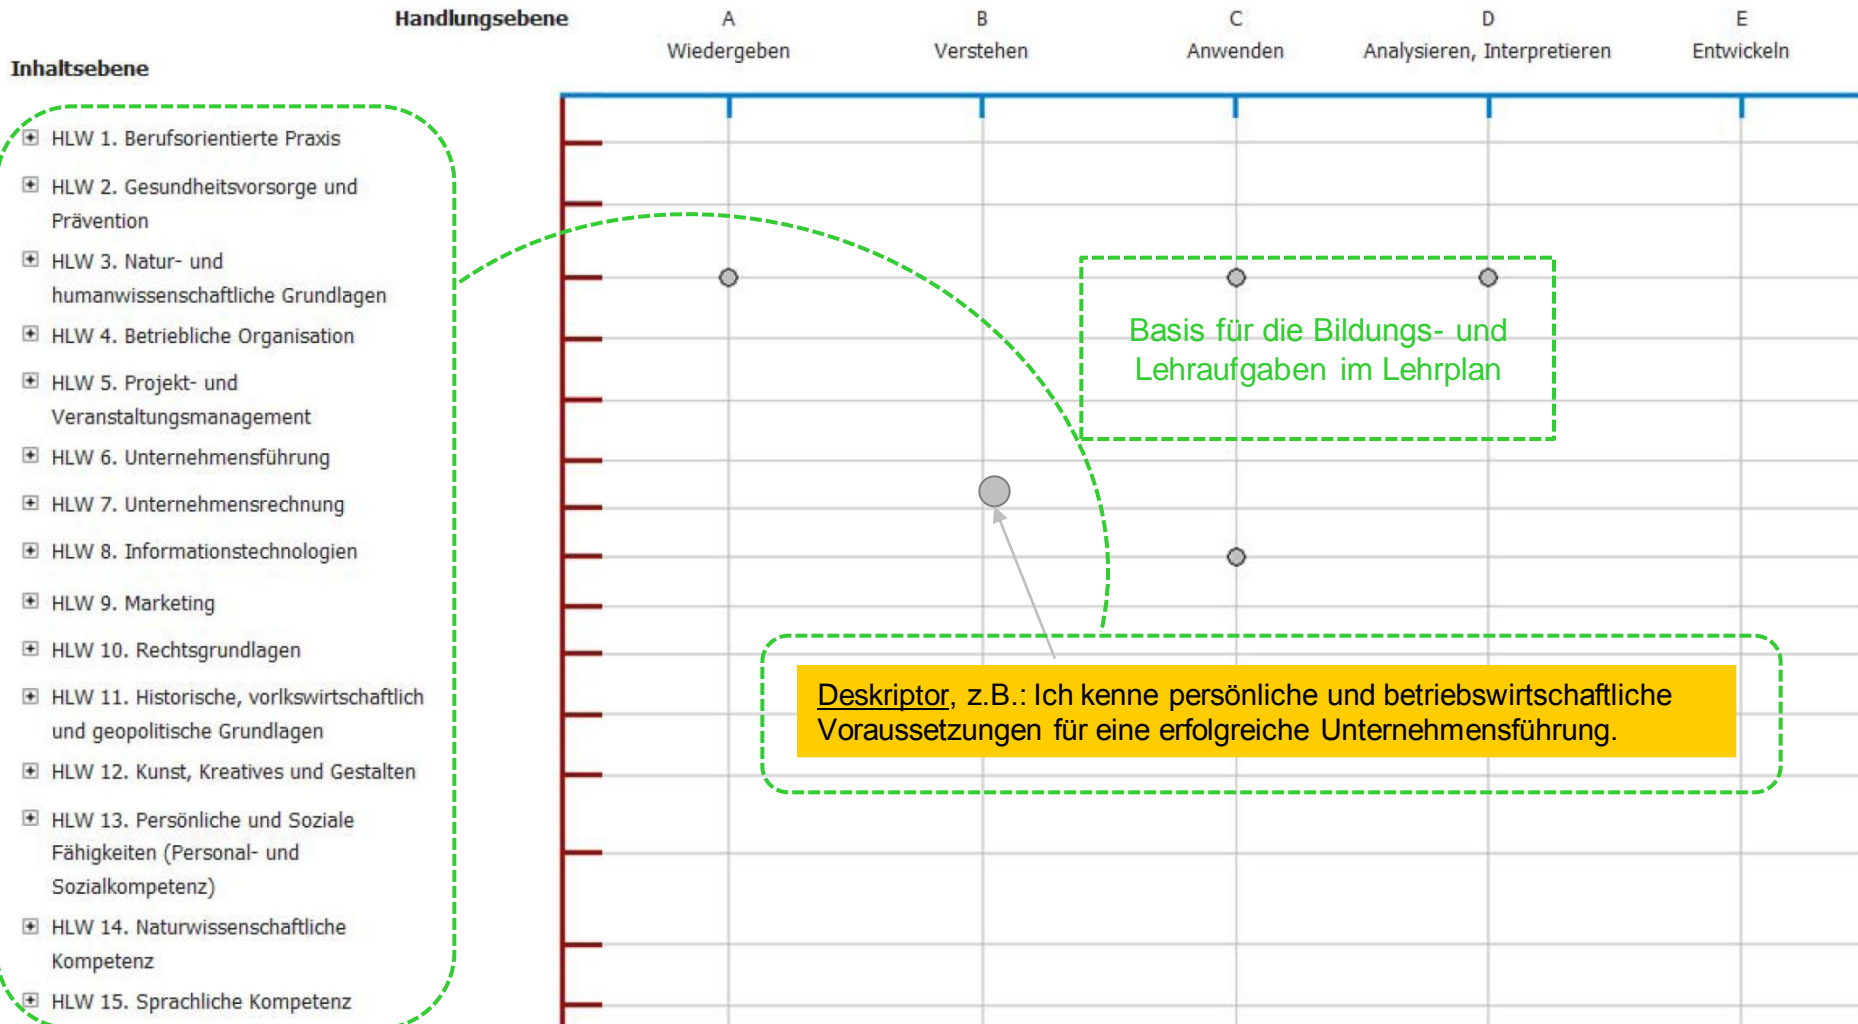 Handlungsebene
A
B
C
D
E
Wiedergeben
Verstehen
Anwenden
Analysieren, Interpretieren
Entwickeln
Inhaltsebene
HLW 1. Berufsorientierte Praxis
HLW 2. Gesundheitsvorsorge und
Prävention
HLW 3. Natur- und
humanwissenschaftliche Grundlagen
HLW 4. Betriebliche Organisation
HLW 5. Projekt- und
Veranstaltungsmanagement
HLW 6. Unternehmensführung
HLW 7. Unternehmensrechnung
HLW 8. Informationstechnologien
HLW 9. Marketing
HLW 10. Rechtsgrundlagen
HLW 11. Historische, vorlkswirtschaftlich
und geopolitische Grundlagen
HLW 12. Kunst, Kreatives und Gestalten
HLW 13. Persönliche und Soziale
Fähigkeiten (Personal- und
Sozialkompetenz)
HLW 14. Naturwissenschaftliche
Kompetenz
HLW 15. Sprachliche Kompetenz
Basis für die Bildungs- und
Lehraufgaben im Lehrplan
Deskriptor, z.B.: Ich kenne persönliche und betriebswirtschaftliche
Voraussetzungen für eine erfolgreiche Unternehmensführung.